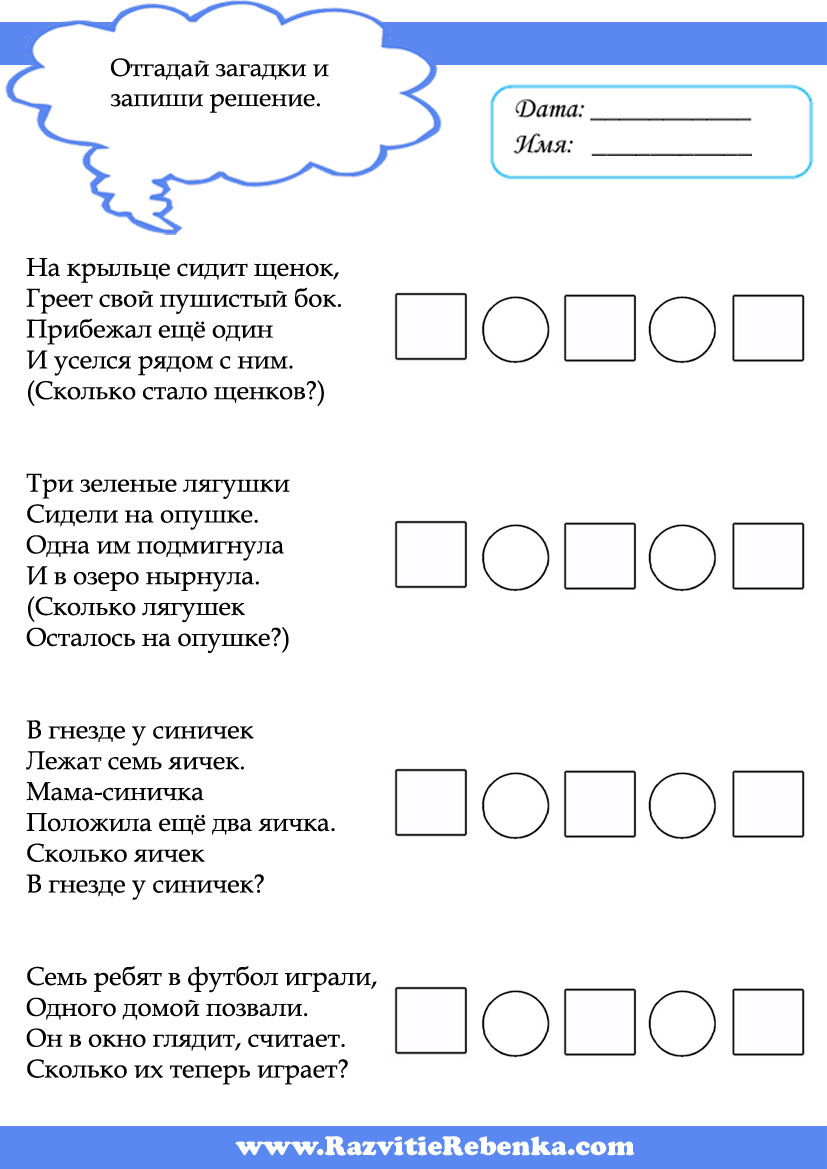 Отгадай загадки и
запиши решение.
Дата: ____________
Имя: ____________
На крыльце сидит щенок,
Греет свой пушистый бок.
Прибежал ещё один
И уселся рядом с ним.
(Сколько стало щенков?)
Три зеленые лягушки
Сидели на опушке.
Одна им подмигнула
И в озеро нырнула.
(Сколько лягушек
Осталось на опушке?)
В гнезде у синичек
Лежат семь яичек.
Мама-синичка
Положила ещё два яичка.
Сколько яичек
В гнезде у синичек?
Семь ребят в футбол играли,
Одного домой позвали.
Он в окно глядит, считает.
Сколько их теперь играет?
www.RazvitieRebenka.com